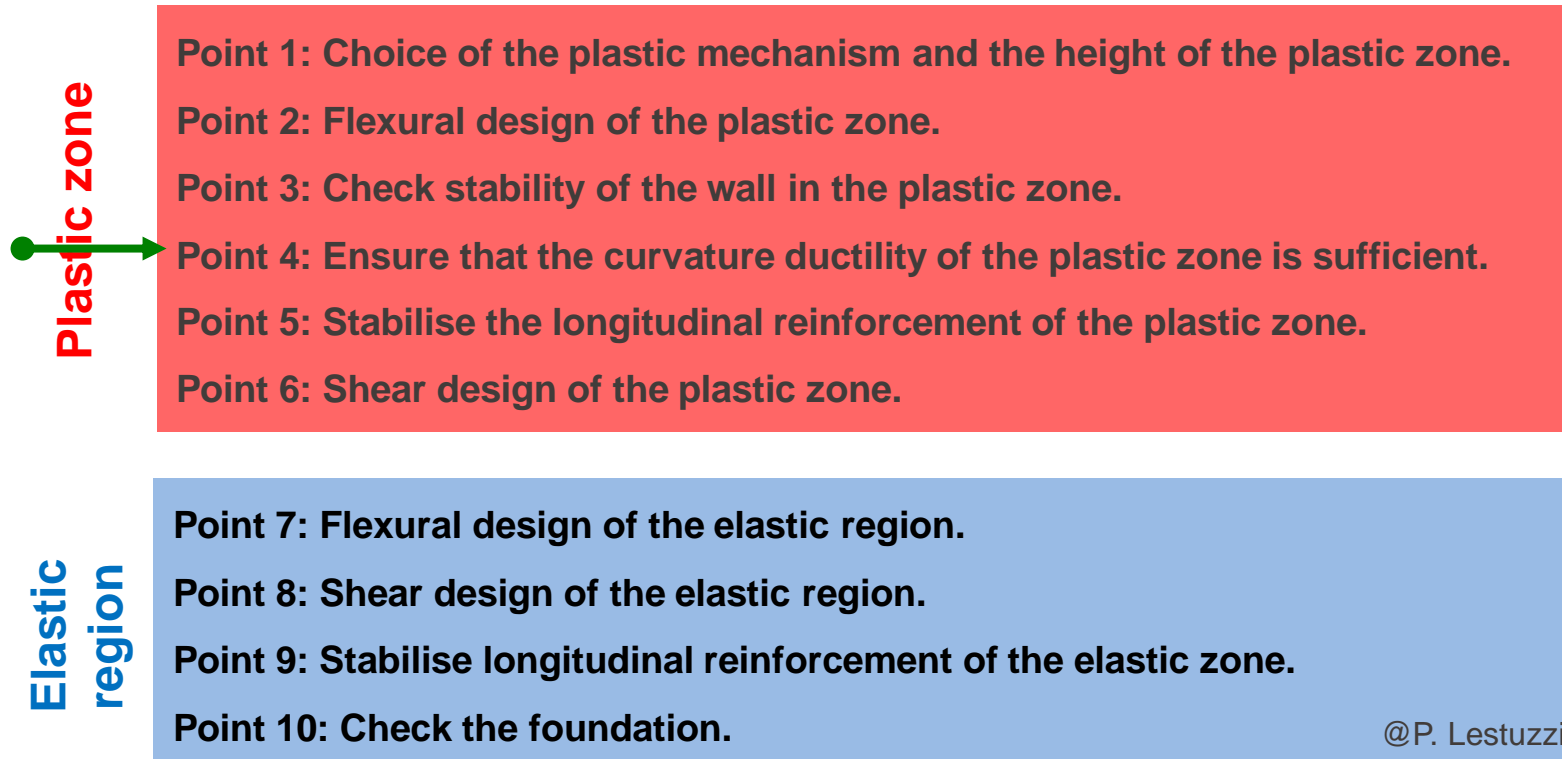 Plastic zone
Point 1: Choice of the plastic mechanism and the height of the plastic zone.
Point 2: Flexural design of the plastic zone.
Point 3: Check stability of the wall in the plastic zone.
Point 4: Ensure that the curvature ductility of the plastic zone is sufficient.
Point 5: Stabilise the longitudinal reinforcement of the plastic zone.
Point 6: Shear design of the plastic zone.
Elastic
region
Point 7: Flexural design of the elastic region.
Point 8: Shear design of the elastic region.
Point 9: Stabilise longitudinal reinforcement of the elastic zone.
Point 10: Check the foundation.
@P. Lestuzzi